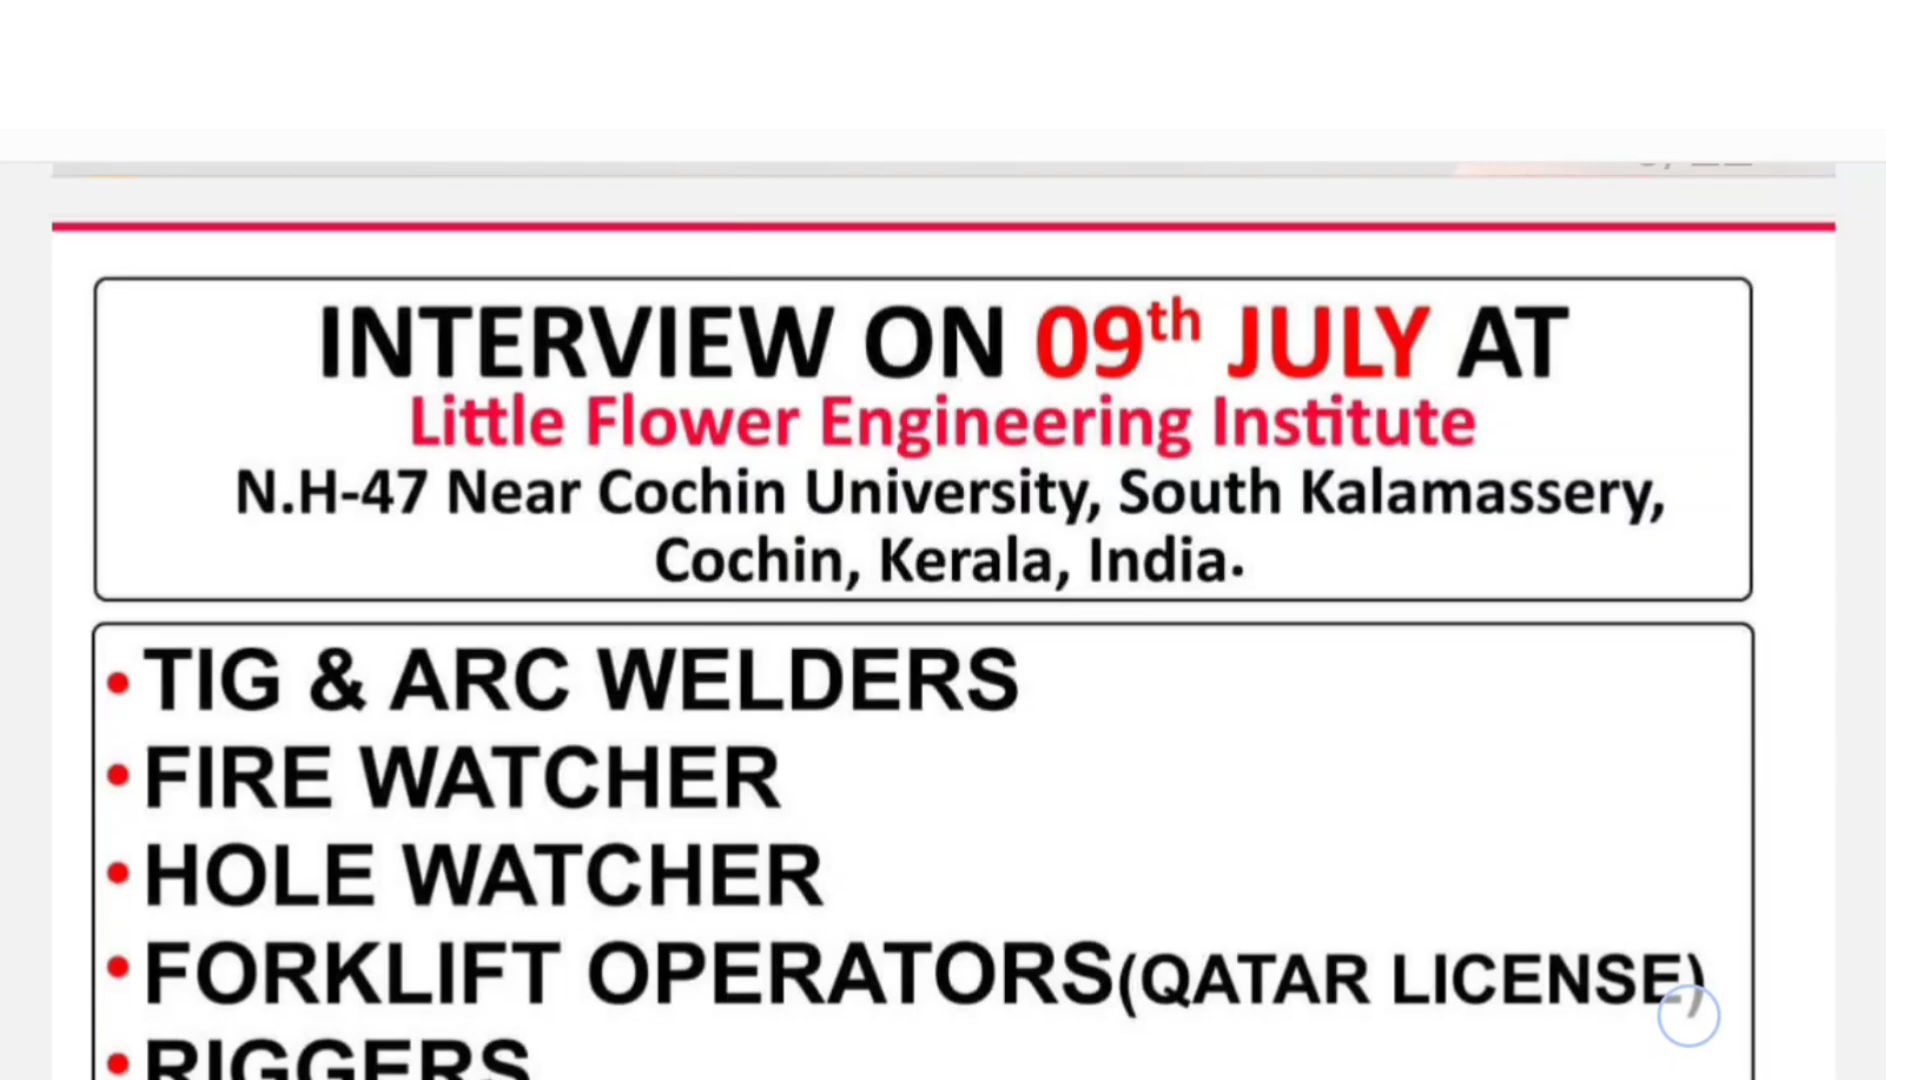 INTERVIEW ON 09th JULY AT
Little Flower Engineering Institute
N.H-47 Near Cochin University, South Kalamassery,
Cochin, Kerala, India.
• TIG & ARC WELDERS
• FIRE WATCHER
• HOLE WATCHER
• FORKLIFT OPERATORS(QATAR LICENSE)
• RIGGERS